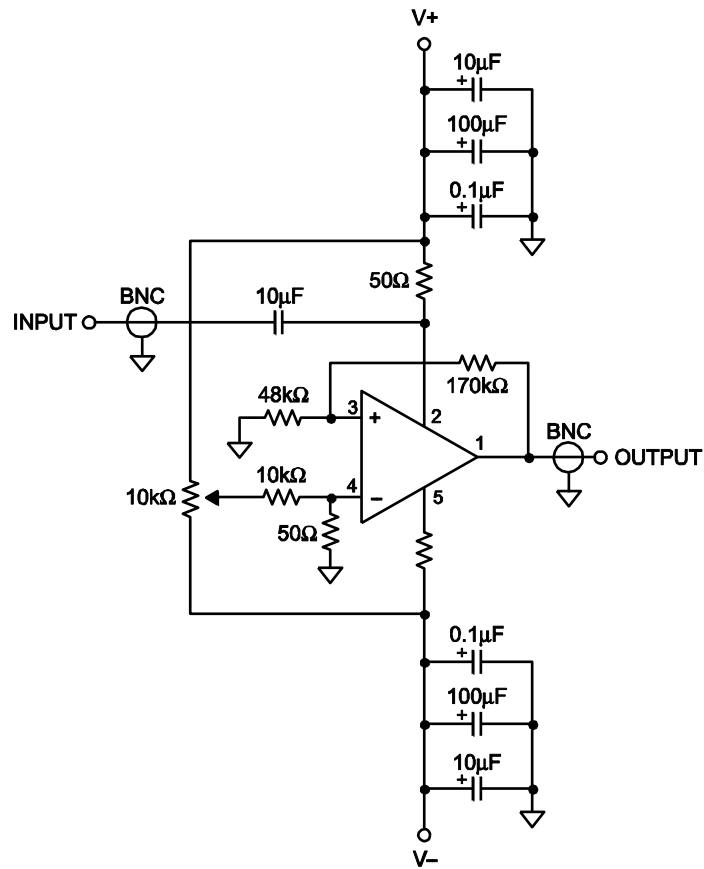 V+
10μF
+
100μF
+
0.1μF
+
50Ω
BNC
10μF
INPUT
170kΩ
48kΩ
3
+
2
1
BNC
OUTPUT
10kΩ
10kΩ
4
−
5
50Ω
0.1μF
+
100μF
+
10μF
+
V−